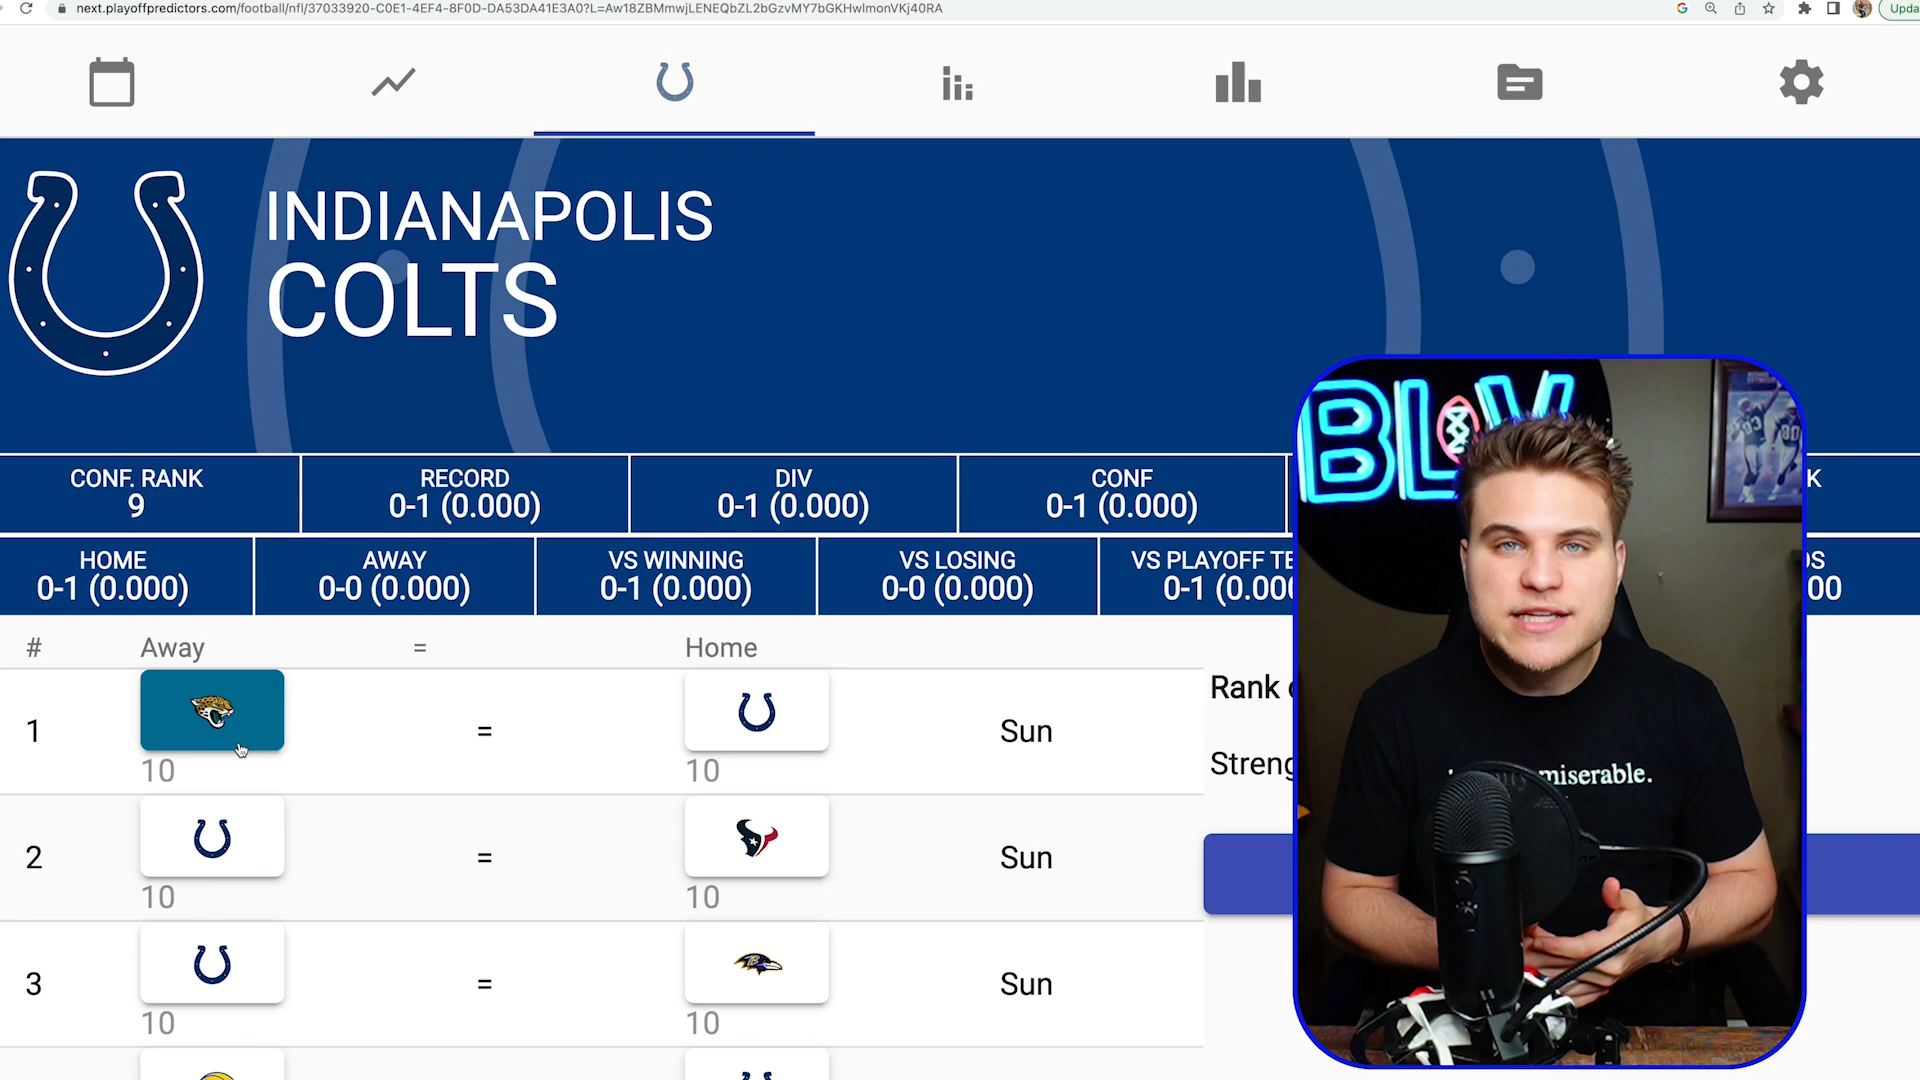 next.playoffpredictors.com/football/nfl/37033920-C0E1-4EF4-8F0D-DA53DA41E3A0?L=Aw18ZBMmwjLENEQbZL2bGzvMY7bGKHwlmonVKj40RA
Upda
INDIANAPOLIS
COLTS
BLV
CONF. RANK
9
RECORD
0-1 (0.000)
DIV
0-1 (0.000)
CONF
0-1 (0.000)
K
HOME
0-1 (0.000)
AWAY
0-0 (0.000)
VS WINNING
0-1 (0.000)
VS LOSING
0-0 (0.000)
VS PLAYOFF TE
0-1 (0.000
OS
00
# Away = Home
1 = Sun
10 10
2 = Sun
10 10
3 = Sun
10 10
Rank
Streng
miserable.